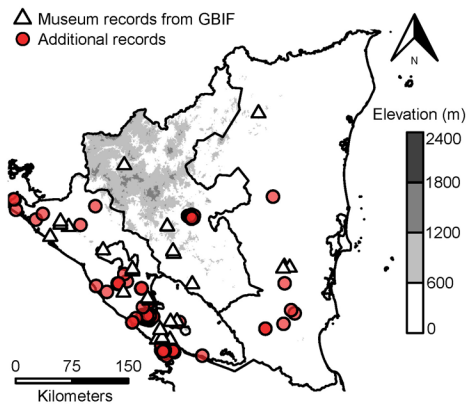 Museum records from GBIF
Additional records
N
Elevation (m)
2400
1800
1200
600
0
0 75 150
Kilometers